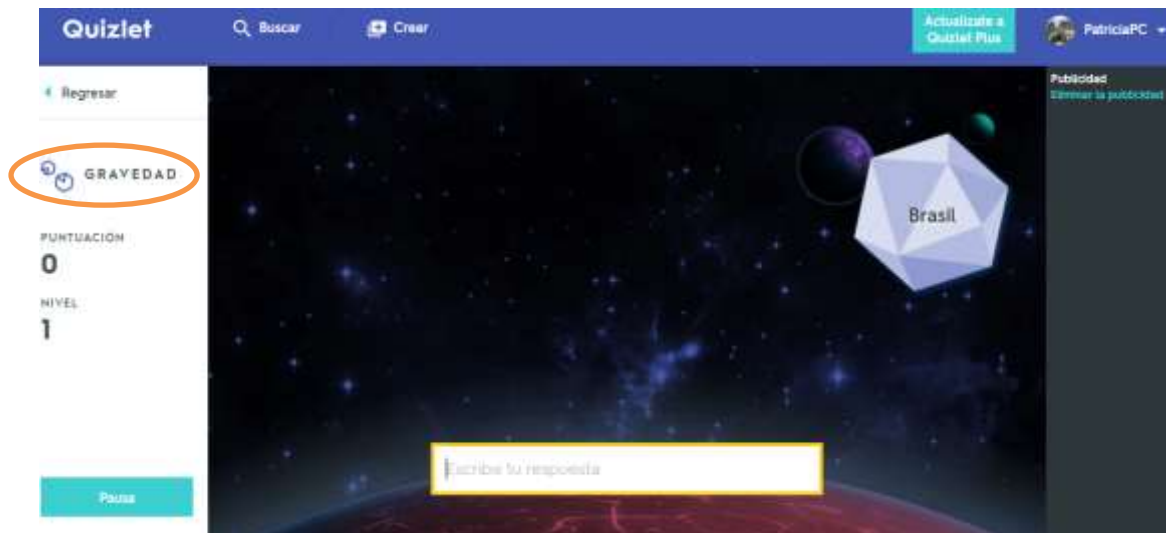 Quizlet
Buscar
Crear
Actualízate a
Quizlet Plus
PatriciaPC
Regresar
Publicidad
Eliminar la publicidad
GRAVEDAD
Brasil
PUNTUACIÓN
0
NIVEL
1
Escribe tu respuesta
Pausa